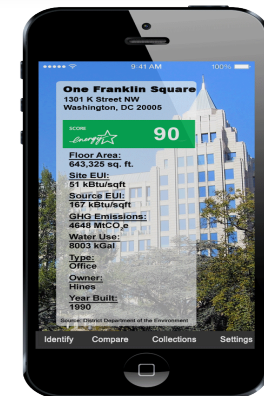 9:41 AM 100%
One Franklin Square
1301 K Street NW
Washington, DC 20005
SCORE
energy 90
Floor Area:
643,325 sq. ft.
Site EUI:
51 kBtu/sqft
Source EUI:
167 kBtu/sqft
GHG Emissions:
4648 MtCO₂e
Water Use:
8003 kGal
Type:
Office
Owner:
Hines
Year Built:
1990
Source: District Department of the Environment
Identify Compare Collections Settings